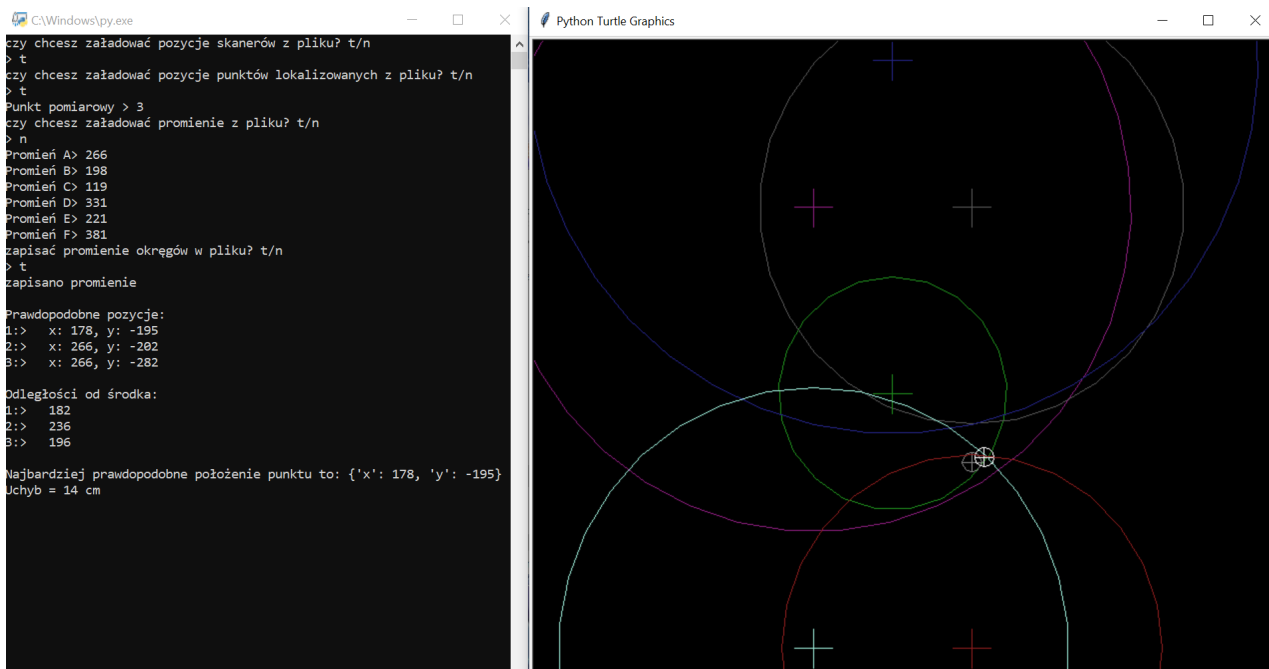 C:\Windows\py.exe
czy chcesz załadować pozycje skanerów z pliku? t/n
> t
czy chcesz załadować pozycje punktów lokalizowanych z pliku? t/n
> t
Punkt pomiarowy > 3
czy chcesz załadować promienie z pliku? t/n
> n
Promień A> 266
Promień B> 198
Promień C> 119
Promień D> 331
Promień E> 221
Promień F> 381
zapisać promienie okręgów w pliku? t/n
> t
zapisano promienie
Prawdopodobne pozycje:
1:>   x: 178, y: -195
2:>   x: 266, y: -202
3:>   x: 266, y: -282
Odległości od środka:
1:>   182
2:>   236
3:>   196
Najbardziej prawdopodobne położenie punktu to: {'x': 178, 'y': -195}
Uchyb = 14 cm
Python Turtle Graphics